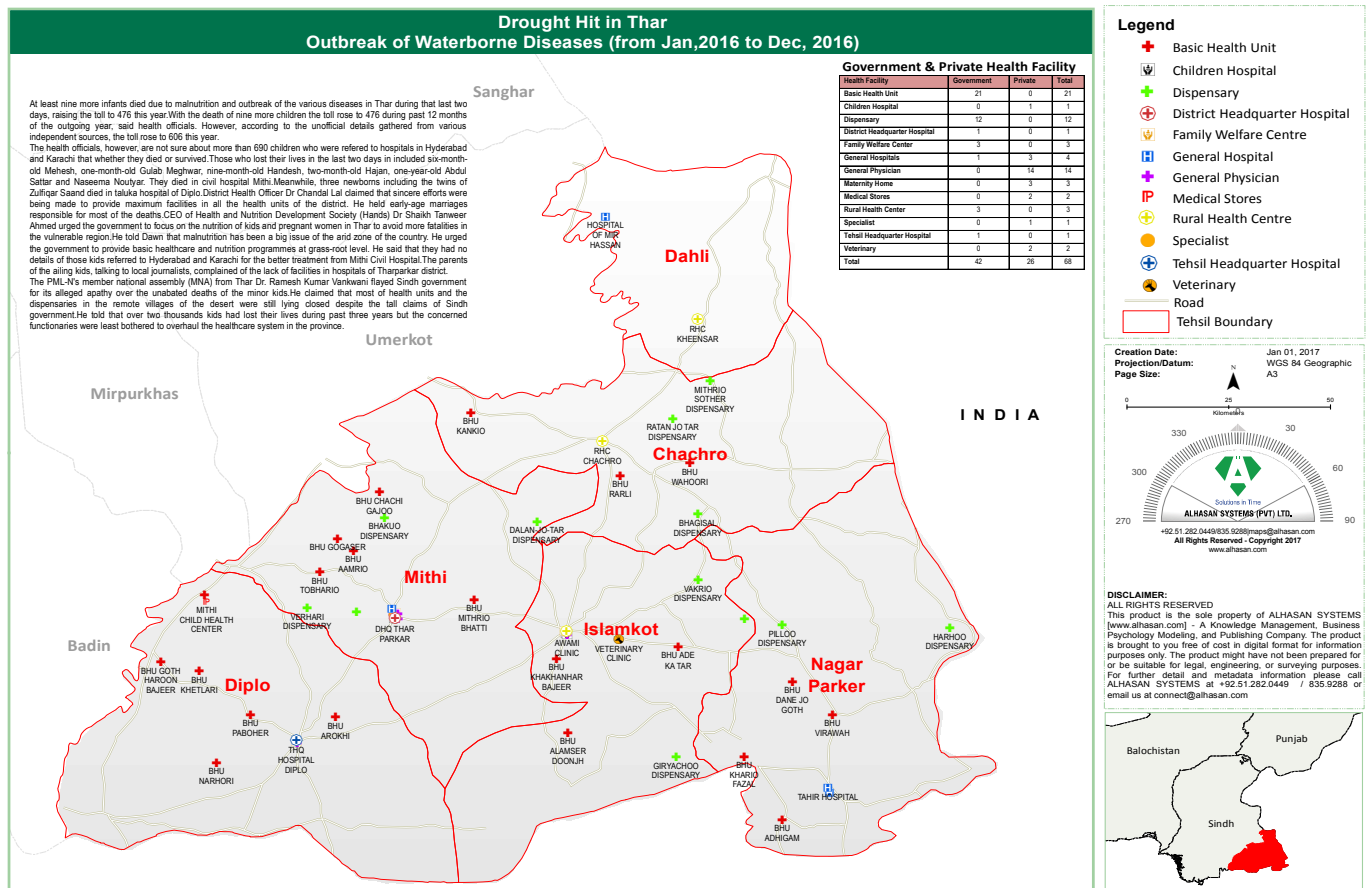 Drought Hit in Thar
Outbreak of Waterborne Diseases (from Jan,2016 to Dec, 2016)
At least nine more infants died due to malnutrition and outbreak of the various diseases in Thar during that last two
days, raising the toll to 476 this year.With the death of nine more children the toll rose to 476 during past 12 months
of the outgoing year, said health officials. However, according to the unofficial details gathered from various
independent sources, the toll rose to 606 this year.
The health officials, however, are not sure about more than 690 children who were refered to hospitals in Hyderabad
and Karachi that whether they died or survived.Those who lost their lives in the last two days in included six-month-
old Mehesh, one-month-old Gulab Meghwar, nine-month-old Handesh, two-month-old Hajan, one-year-old Abdul
Sattar and Naseema Noutyar. They died in civil hospital Mithi.Meanwhile, three newborns including the twins of
Zulfiqar Saand died in taluka hospital of Diplo.District Health Officer Dr Chandal Lal claimed that sincere efforts were
being made to provide maximum facilities in all the health units of the district. He held early-age marriages
responsible for most of the deaths.CEO of Health and Nutrition Development Society (Hands) Dr Shaikh Tanweer
Ahmed urged the government to focus on the nutrition of kids and pregnant women in Thar to avoid more fatalities in
the vulnerable region.He told Dawn that malnutrition has been a big issue of the arid zone of the country. He urged
the government to provide basic healthcare and nutrition programmes at grass-root level. He said that they had no
details of those kids referred to Hyderabad and Karachi for the better treatment from Mithi Civil Hospital.The parents
of the ailing kids, talking to local journalists, complained of the lack of facilities in hospitals of Tharparkar district.
The PML-N's member national assembly (MNA) from Thar Dr. Ramesh Kumar Vankwani flayed Sindh government
for its alleged apathy over the unabated deaths of the minor kids.He claimed that most of health units and the
dispensaries in the remote villages of the desert were still lying closed despite the tall claims of Sindh
government.He told that over two thousands kids had lost their lives during past three years but the concerned
functionaries were least bothered to overhaul the healthcare system in the province.
Government & Private Health Facility
Health Facility Government Private Total
Basic Health Unit 21 0 21
Children Hospital 0 1 1
Dispensary 12 0 12
District Headquarter Hospital 1 0 1
Family Welfare Center 3 0 3
General Hospitals 1 3 4
General Physician 0 14 14
Maternity Home 0 3 3
Medical Stores 0 2 2
Rural Health Center 3 0 3
Specialist 0 1 1
Tehsil Headquarter Hospital 1 0 1
Veterinary 0 2 2
Total 42 26 68
Sanghar
Umerkot
Mirpurkhas
Badin
INDIA
HOSPITAL
OF MIR
HASSAN
Dahli
RHC
KHEENSAR
MITHRIO
SOTHER
DISPENSARY
BHU
KANKIO
RATAN JO TAR
DISPENSARY
RHC
CHACHRO
Chachro
BHU
WAHOORI
BHU
RARLI
BHU CHACHI
GAJOO
BHAKUO
DISPENSARY
DALAN-JO-TAR
DISPENSARY
BHAGISAL
DISPENSARY
BHU GOGASER
BHU
AAMRIO
BHU
TOBHARIO
Mithi
VAKRIO
DISPENSARY
MITHI
CHILD HEALTH
CENTER
VERHARI
DISPENSARY
DHQ THAR
PARKAR
BHU
MITHRIO
BHATTI
Islamkot
AWAMI
CLINIC
VETERINARY
CLINIC
BHU ADE
KA TAR
PILLOO
DISPENSARY
HARHOO
DISPENSARY
BHU GOTH
HAROON
BAJEER
BHU
KHETLARI
Diplo
BHU
KHAKHANHAR
BAJEER
Nagar
Parker
BHU
DANE JO
GOTH
BHU
PABOHER
BHU
AROKHI
BHU
VIRAWAH
THQ
HOSPITAL
DIPLO
BHU
ALAMSER
DOONJH
BHU
NARHORI
GIRYACHOO
DISPENSARY
BHU
KHARIO
FAZAL
TAHIR HOSPITAL
BHU
ADHIGAM
Legend
Basic Health Unit
Children Hospital
Dispensary
District Headquarter Hospital
Family Welfare Centre
General Hospital
General Physician
Medical Stores
Rural Health Centre
Specialist
Tehsil Headquarter Hospital
Veterinary
Road
Tehsil Boundary
Creation Date: Jan 01, 2017
Projection/Datum: WGS 84 Geographic
Page Size: A3
N
0 25 50
Kilometers
0
330 30
300 60
270 90
Solutions in Time
ALHASAN SYSTEMS (PVT) LTD.
+92.51.282.0449/835.9288|maps@alhasan.com
All Rights Reserved - Copyright 2017
www.alhasan.com
DISCLAIMER:
ALL RIGHTS RESERVED
This product is the sole property of ALHASAN SYSTEMS
[www.alhasan.com] - A Knowledge Management, Business
Psychology Modeling, and Publishing Company. The product
is brought to you free of cost in digital format for information
purposes only. The product might have not been prepared for
or be suitable for legal, engineering, or surveying purposes.
For further detail and metadata information please call
ALHASAN SYSTEMS at +92.51.282.0449 / 835.9288 or
email us at connect@alhasan.com
Balochistan
Punjab
Sindh